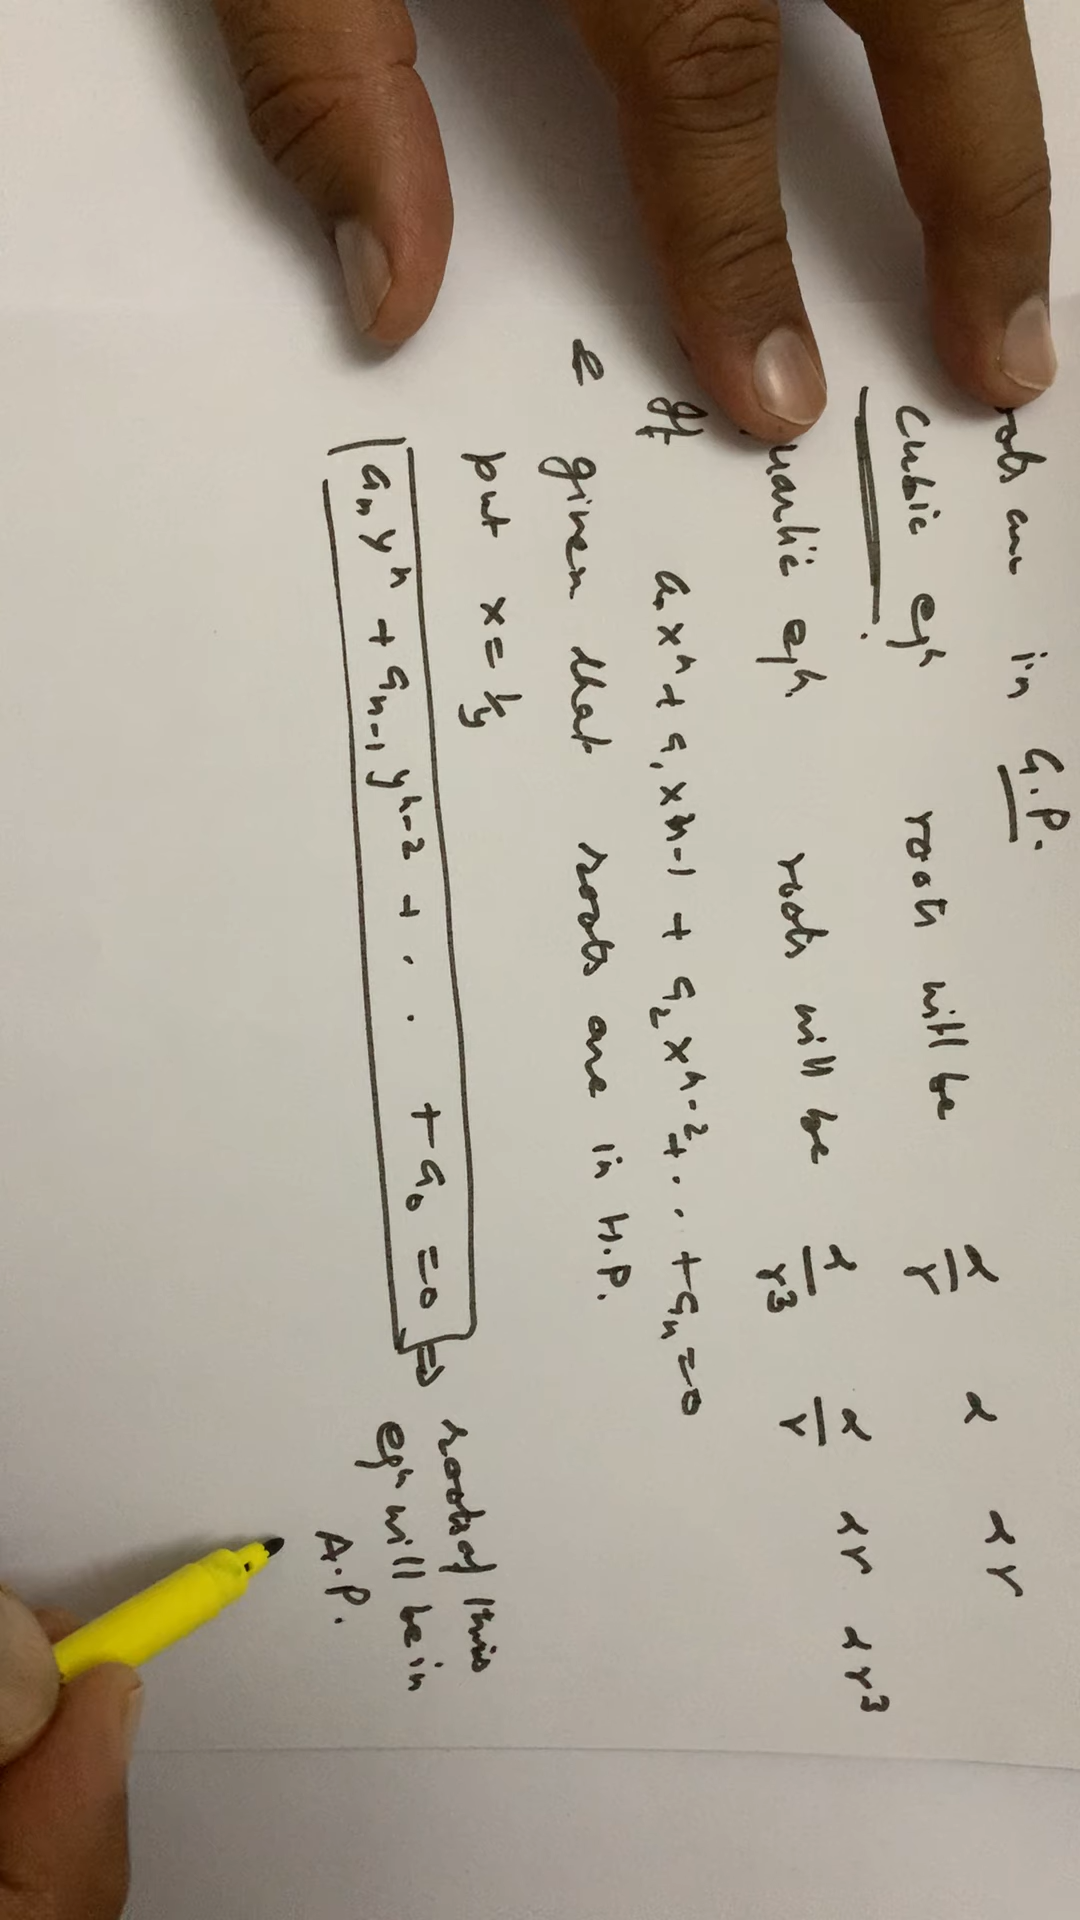 are in G.P.
Cubic eqn roots will be α/r α αr
eqn. roots will be α/r³ α/r αr αr³
If a₀xⁿ + a₁xⁿ⁻¹ + a₂xⁿ⁻² + ... + aₙ = 0
& given that roots are in H.P.
put x = 1/y
aₙyⁿ + aₙ₋₁yⁿ⁻² + . . + a₀ = 0 ⇒ roots of this
eqn will be in
A.P.